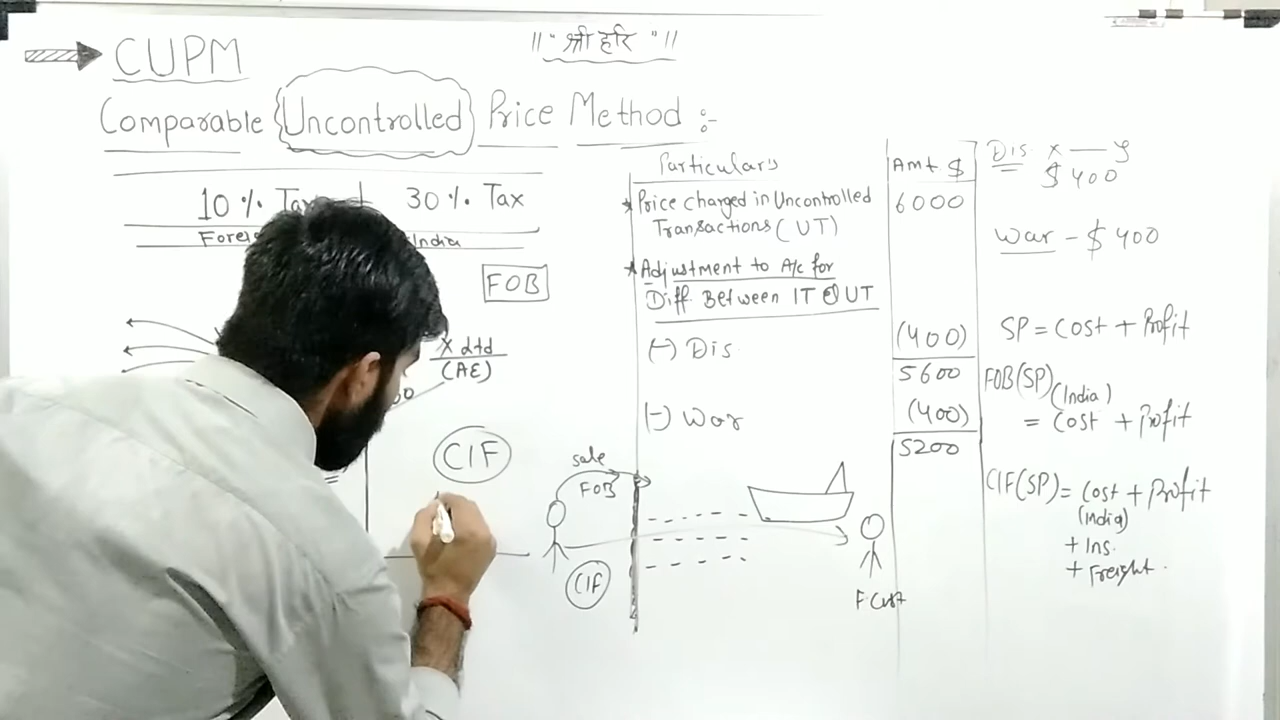 ॥ " श्री हरि " ॥
CUPM
Comparable Uncontrolled Price Method :-
10 % Tax 30 % Tax
India
FOB
X Ltd
(AE)
CIF
sale
FOB
CIF
F. Cust
Particulars Amt $
* Price charged in Uncontrolled 6000
Transactions (UT)
* Adjustment to A/c for
Diff. Between IT & UT
(-) Dis. (400)
5600
(-) War (400)
5200
Dis X
$ 400
War - $ 400
SP = Cost + Profit
FOB (SP) (India)
= Cost + Profit
CIF (SP) = Cost + Profit
(India)
+ Ins.
+ Freight.